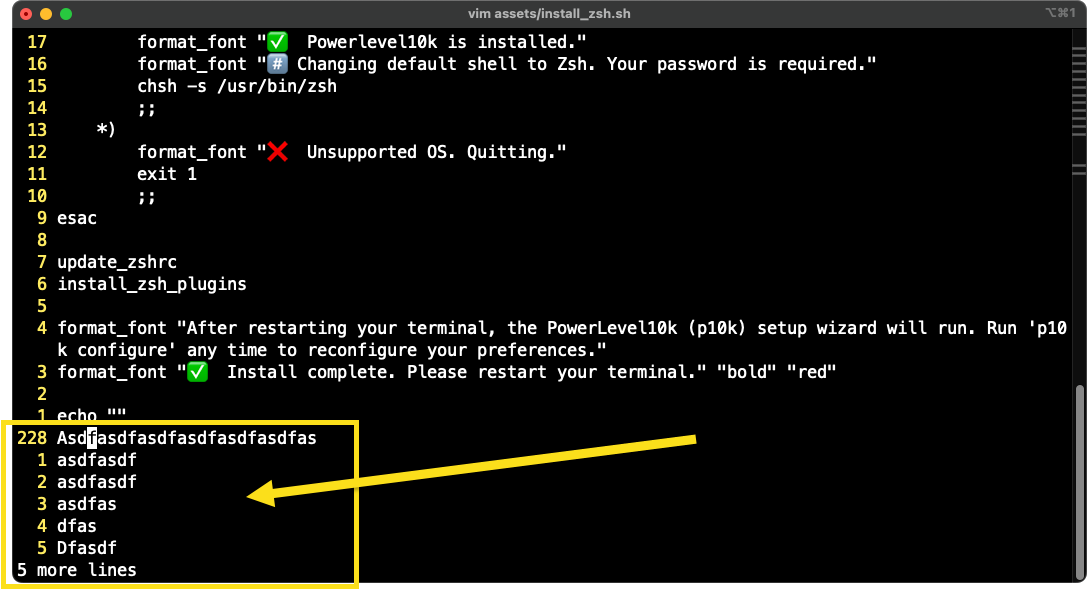 vim assets/install_zsh.sh
⌥⌘1
17 format_font "✅ Powerlevel10k is installed."
16 format_font "#️⃣ Changing default shell to Zsh. Your password is required."
15 chsh -s /usr/bin/zsh
14 ;;
13 *)
12 format_font "❌ Unsupported OS. Quitting."
11 exit 1
10 ;;
9 esac
8
7 update_zshrc
6 install_zsh_plugins
5
4 format_font "After restarting your terminal, the PowerLevel10k (p10k) setup wizard will run. Run 'p10
k configure' any time to reconfigure your preferences."
3 format_font "✅ Install complete. Please restart your terminal." "bold" "red"
2
1 echo ""
228 Asdfasdfasdfasdfasdfasdfas
1 asdfasdf
2 asdfasdf
3 asdfas
4 dfas
5 Dfasdf
5 more lines